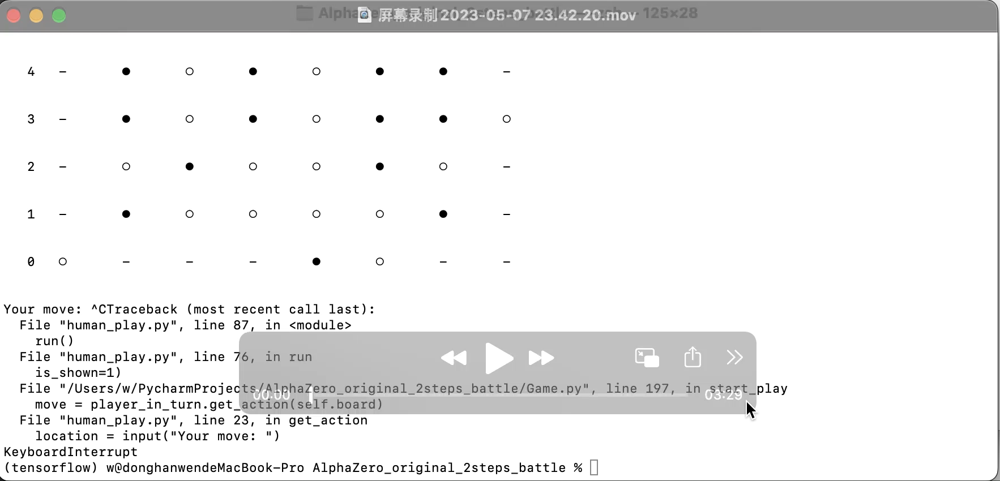 屏幕录制2023-05-07 23.42.20.mov
125×28
4 – ● ○ ● ○ ● ● –
3 – ● ○ ● ○ ● ● ○
2 – ○ ● ○ ○ ● ○ –
1 – ● ○ ○ ○ ○ ● –
0 ○ – – – ● ○ – –
Your move: ^CTraceback (most recent call last):
File "human_play.py", line 87, in <module>
run()
File "human_play.py", line 76, in run
is_shown=1)
File "/Users/w/PycharmProjects/AlphaZero_original_2steps_battle/Game.py", line 197, in start_play
00:00
03:29
move = player_in_turn.get_action(self.board)
File "human_play.py", line 23, in get_action
location = input("Your move: ")
KeyboardInterrupt
(tensorflow) w@donghanwendeMacBook-Pro AlphaZero_original_2steps_battle %